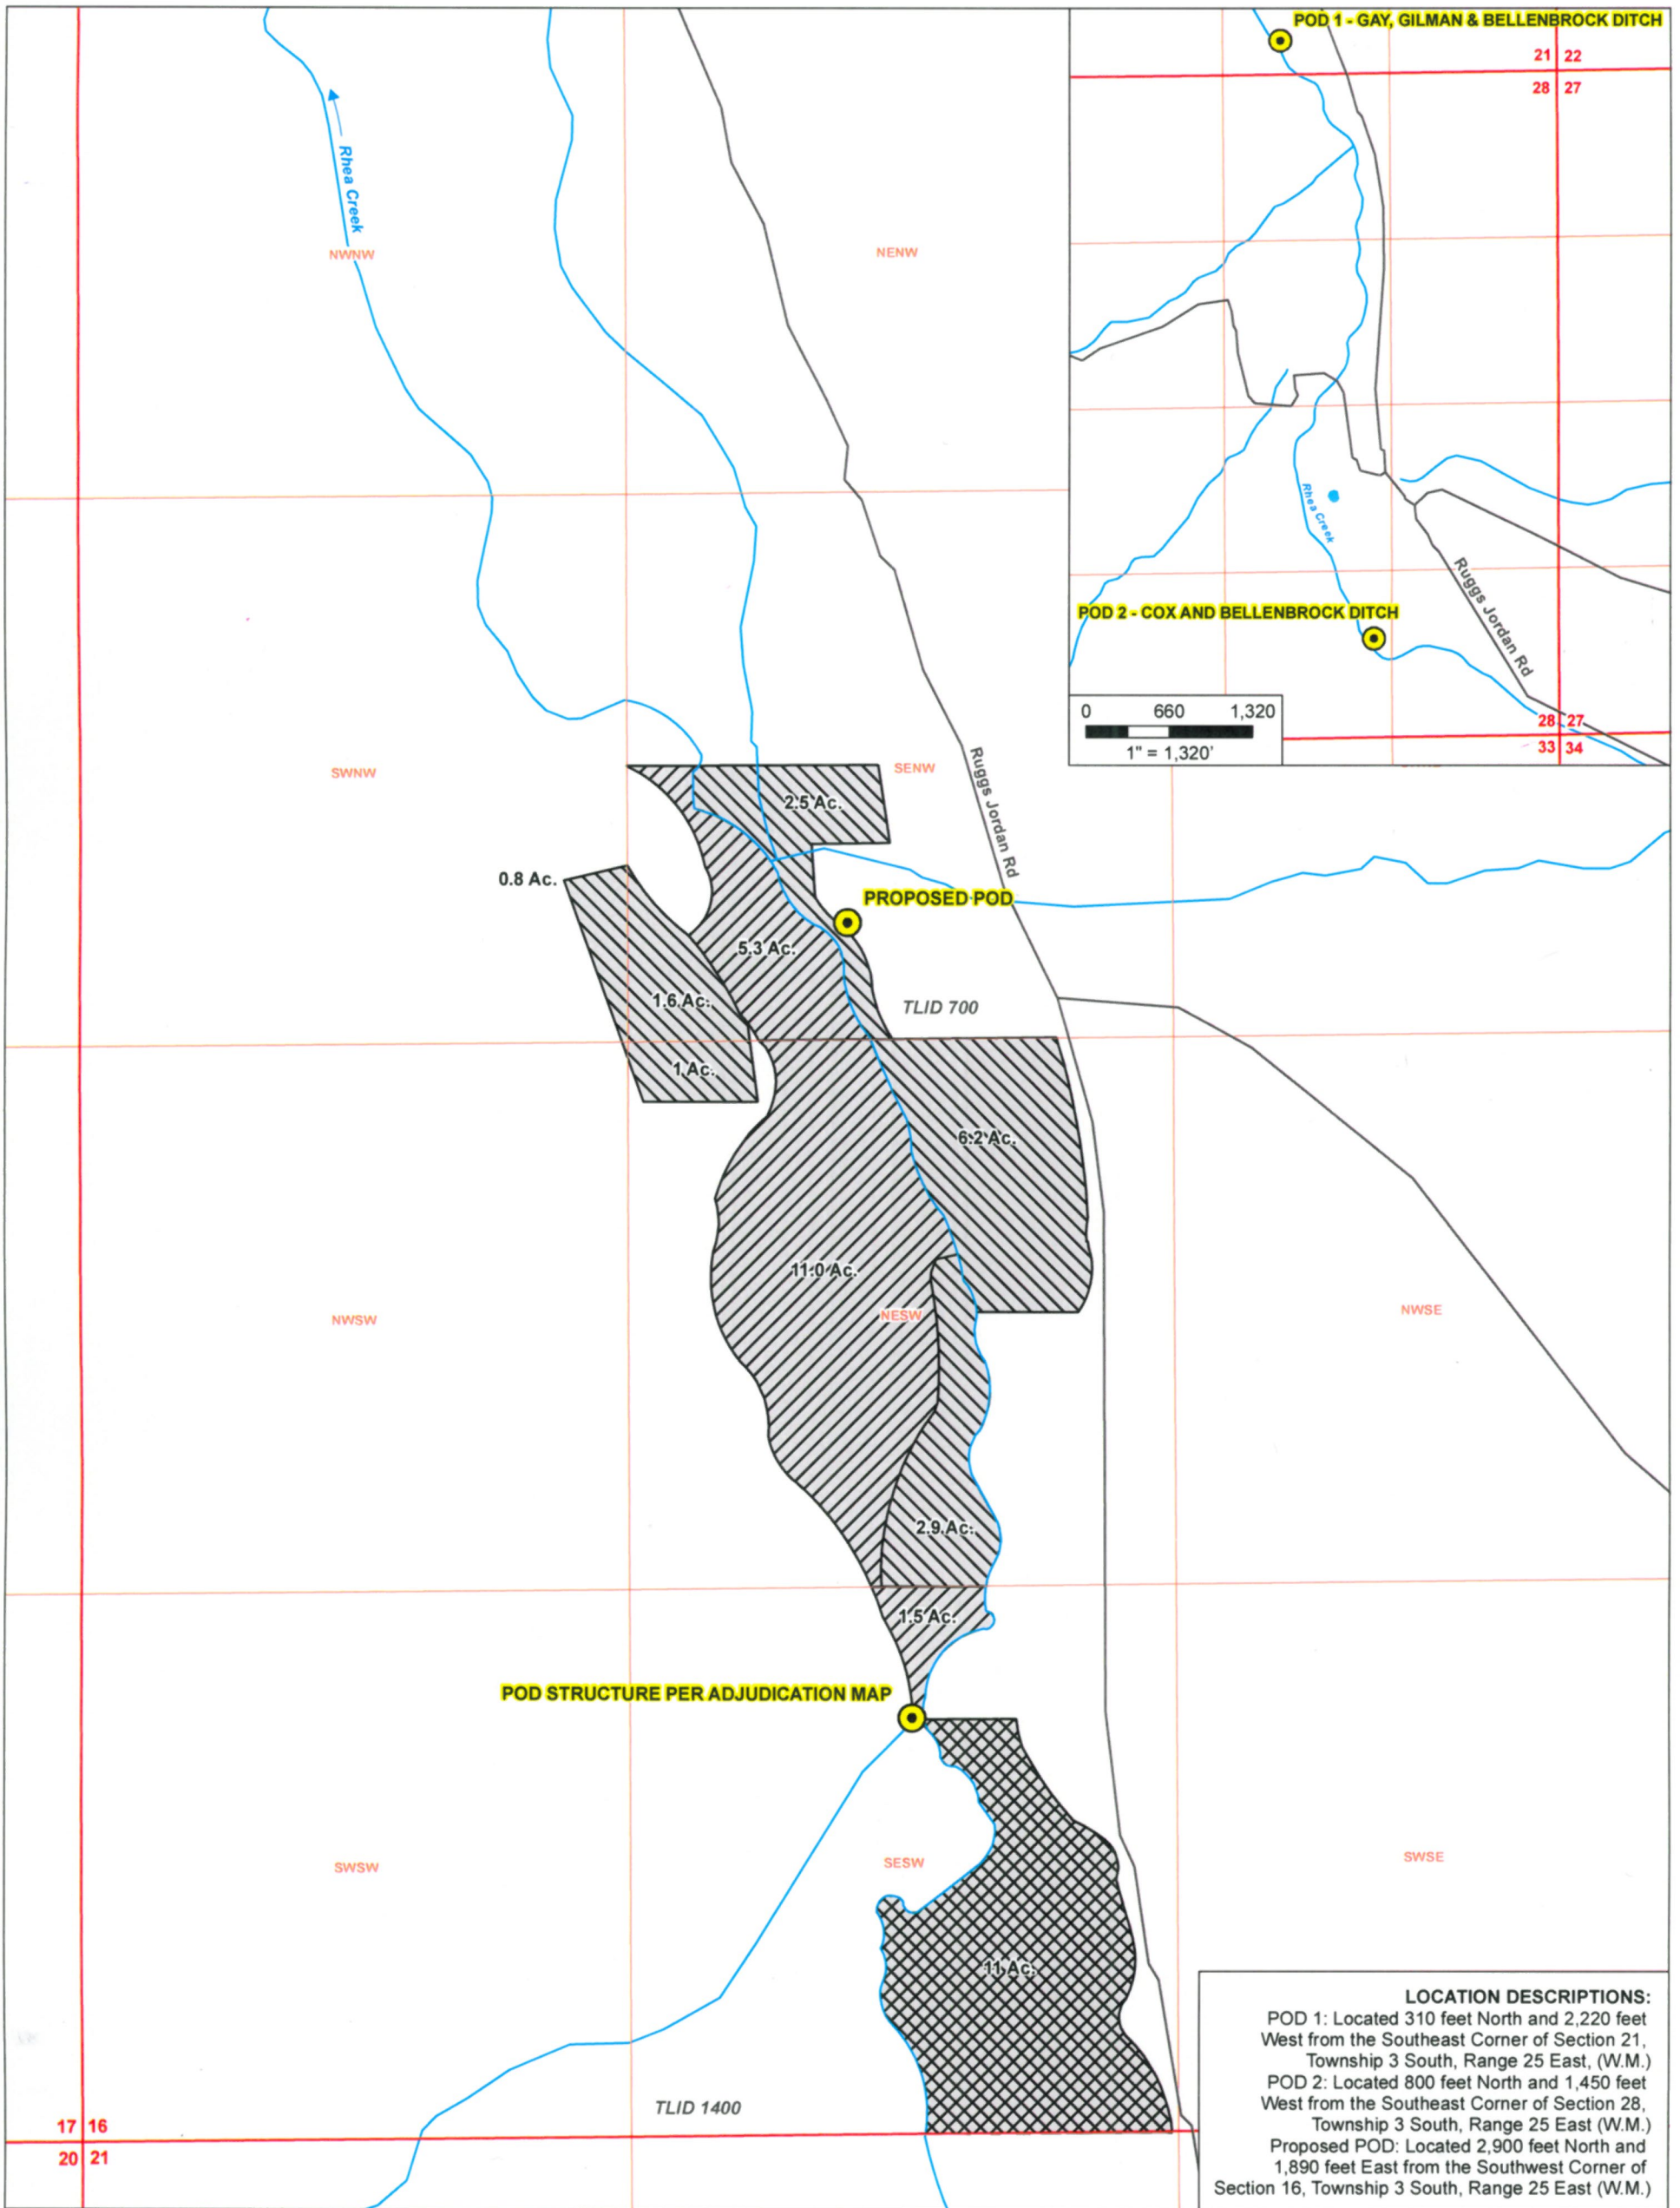 POD 1 - GAY, GILMAN & BELLENBROCK DITCH
21 22
28 27
Rhea Creek
NWNW
NENW
Rhea Creek
Ruggs Jordan Rd
POD 2 - COX AND BELLENBROCK DITCH
0 660 1,320
1" = 1,320'
28 27
33 34
SWNW
SENW
Ruggs Jordan Rd
2.5 Ac.
0.8 Ac.
PROPOSED POD
5.3 Ac.
1.6 Ac.
TLID 700
1 Ac.
6.2 Ac.
11.0 Ac.
NWSW
NESW
NWSE
2.9 Ac.
1.5 Ac.
POD STRUCTURE PER ADJUDICATION MAP
SWSW
SESW
SWSE
11 Ac.
TLID 1400
17 16
20 21
LOCATION DESCRIPTIONS:
POD 1: Located 310 feet North and 2,220 feet
West from the Southeast Corner of Section 21,
Township 3 South, Range 25 East, (W.M.)
POD 2: Located 800 feet North and 1,450 feet
West from the Southeast Corner of Section 28,
Township 3 South, Range 25 East (W.M.)
Proposed POD: Located 2,900 feet North and
1,890 feet East from the Southwest Corner of
Section 16, Township 3 South, Range 25 East (W.M.)